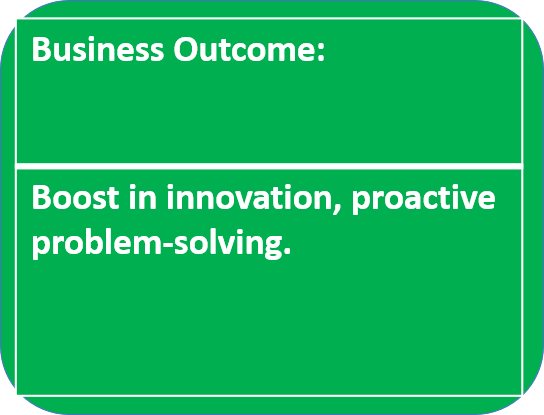 Business Outcome:
Boost in innovation, proactive
problem-solving.